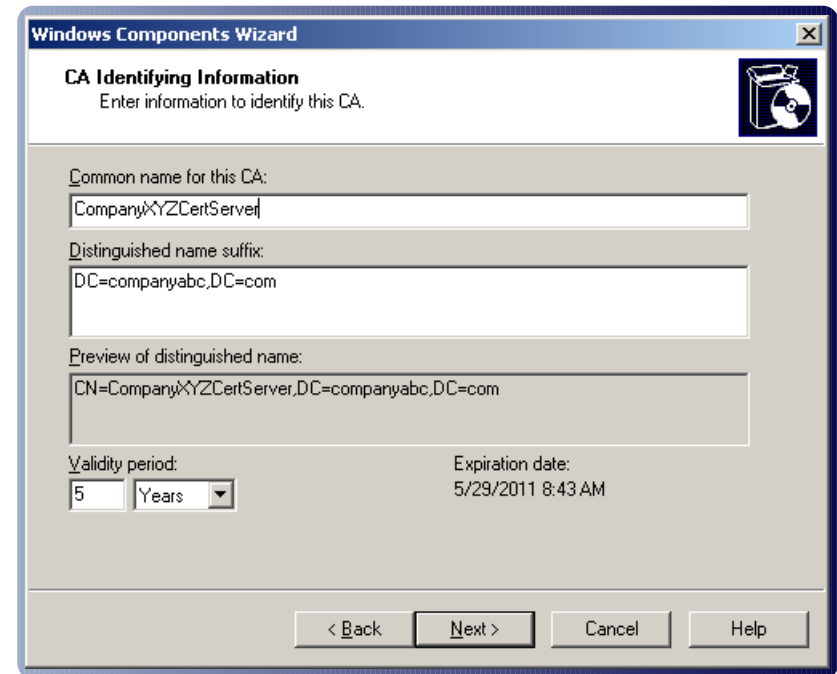 Windows Components Wizard
CA Identifying Information
Enter information to identify this CA.
Common name for this CA:
CompanyXYZCertServer
Distinguished name suffix:
DC=companyabc,DC=com
Preview of distinguished name:
CN=CompanyXYZCertServer,DC=companyabc,DC=com
Validity period:
5 Years
Expiration date:
5/29/2011 8:43 AM
< Back Next > Cancel Help